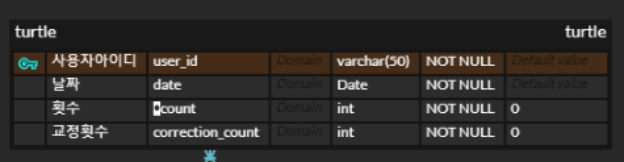 turtle turtle
사용자아이디 user_id Domain varchar(50) NOT NULL Default value
날짜 date Domain Date NOT NULL Default value
횟수 count Domain int NOT NULL 0
교정횟수 correction_count Domain int NOT NULL 0